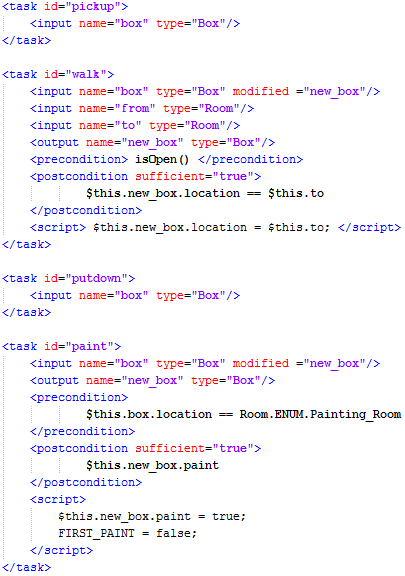 <task id="pickup">
<input name="box" type="Box"/>
</task>
<task id="walk">
<input name="box" type="Box" modified ="new_box"/>
<input name="from" type="Room"/>
<input name="to" type="Room"/>
<output name="new_box" type="Box"/>
<precondition> isOpen() </precondition>
<postcondition sufficient="true">
$this.new_box.location == $this.to
</postcondition>
<script> $this.new_box.location = $this.to; </script>
</task>
<task id="putdown">
<input name="box" type="Box"/>
</task>
<task id="paint">
<input name="box" type="Box" modified ="new_box"/>
<output name="new_box" type="Box"/>
<precondition>
$this.box.location == Room.ENUM.Painting_Room
</precondition>
<postcondition sufficient="true">
$this.new_box.paint
</postcondition>
<script>
$this.new_box.paint = true;
FIRST_PAINT = false;
</script>
</task>